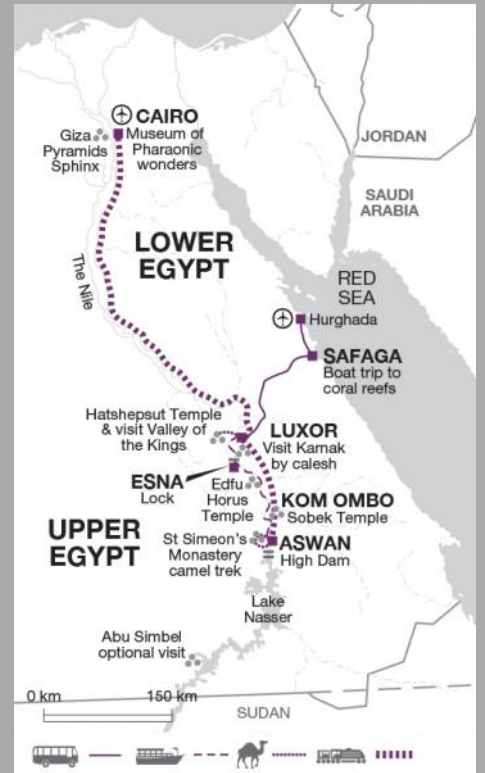 CAIRO
Museum of
Pharaonic
wonders
Giza
Pyramids
Sphinx
JORDAN
SAUDI
ARABIA
LOWER
EGYPT
The Nile
RED
SEA
Hurghada
SAFAGA
Boat trip to
coral reefs
Hatshepsut Temple
& visit Valley of
the Kings
LUXOR
Visit Karnak
by calesh
ESNA
Lock
Edfu
Horus
Temple
KOM OMBO
Sobek Temple
UPPER
EGYPT
St Simeon's
Monastery
camel trek
ASWAN
High Dam
Lake
Nasser
Abu Simbel
optional visit
0 km
150 km
SUDAN